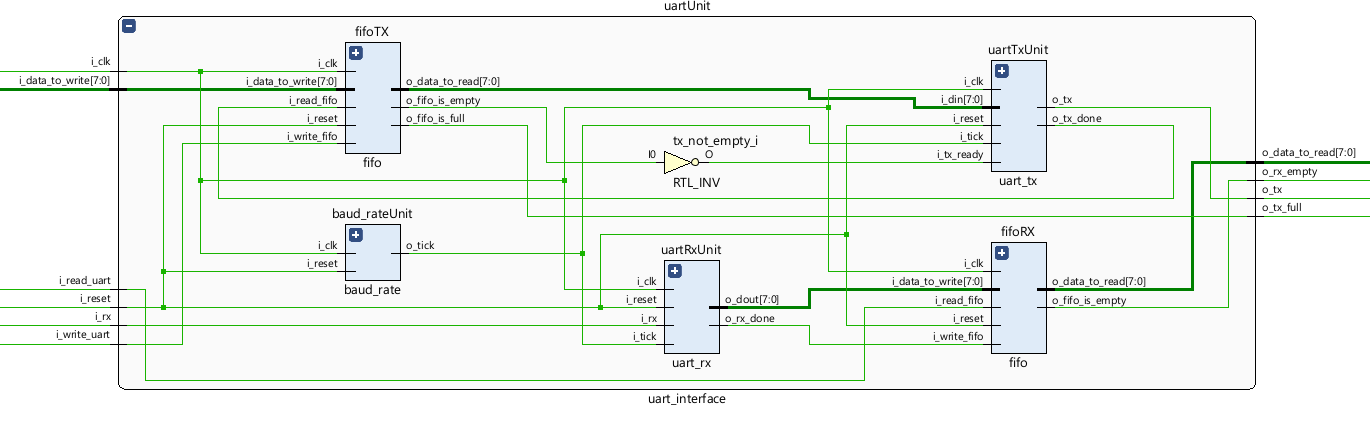 uartUnit
i_clk
i_data_to_write[7:0]
i_read_uart
i_reset
i_rx
i_write_uart
fifoTX
i_clk
i_data_to_write[7:0]
i_read_fifo
i_reset
i_write_fifo
o_data_to_read[7:0]
o_fifo_is_empty
o_fifo_is_full
fifo
baud_rateUnit
i_clk
i_reset
o_tick
baud_rate
tx_not_empty_i
I0
O
RTL_INV
uartRxUnit
i_clk
i_reset
i_rx
i_tick
o_dout[7:0]
o_rx_done
uart_rx
uartTxUnit
i_clk
i_din[7:0]
i_reset
i_tick
i_tx_ready
o_tx
o_tx_done
uart_tx
fifoRX
i_clk
i_data_to_write[7:0]
i_read_fifo
i_reset
i_write_fifo
o_data_to_read[7:0]
o_fifo_is_empty
fifo
o_data_to_read[7:0]
o_rx_empty
o_tx
o_tx_full
uart_interface